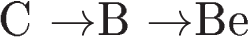 C → B → Be